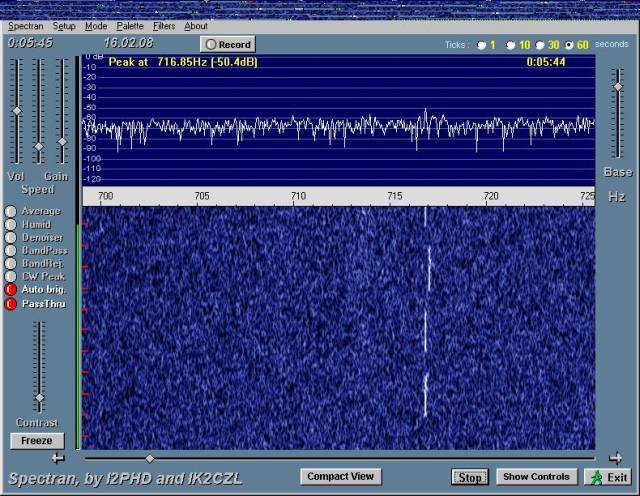 Spectran Setup Mode Palette Filters About
0:05:45 16.02.08 Record Ticks : 1 10 30 60 seconds
Peak at 716.85Hz (-50.4dB) 0:05:44
0 dB
-10
-20
-30
-40
-50
-60
-70
-80
-90
-100
-110
-120
Vol Gain
Speed
Base
700 705 710 715 720 725
Hz
Average
Humid
Denoiser
BandPass
BandRej.
CW Peak
Auto brig.
PassThru
Contrast
Freeze
Spectran, by I2PHD and IK2CZL Compact View Stop Show Controls Exit